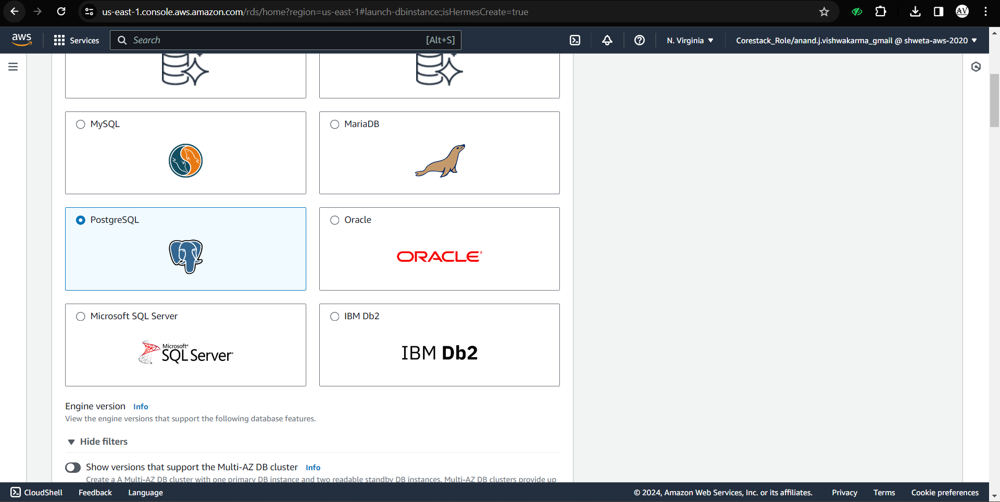 us-east-1.console.aws.amazon.com/rds/home?region=us-east-1#launch-dbinstance:;isHermesCreate=true
AV
aws
Services
Search
[Alt+S]
N. Virginia
Corestack_Role/anand.j.vishwakarma_gmail @ shweta-aws-2020
MySQL
MariaDB
PostgreSQL
Oracle
ORACLE
Microsoft SQL Server
IBM Db2
Microsoft®
SQL Server
IBM Db2
Engine version Info
View the engine versions that support the following database features.
Hide filters
Show versions that support the Multi-AZ DB cluster Info
Create a A Multi-AZ DB cluster with one primary DB instance and two readable standby DB instances. Multi-AZ DB clusters provide up
CloudShell
Feedback
Language
© 2024, Amazon Web Services, Inc. or its affiliates.
Privacy
Terms
Cookie preferences